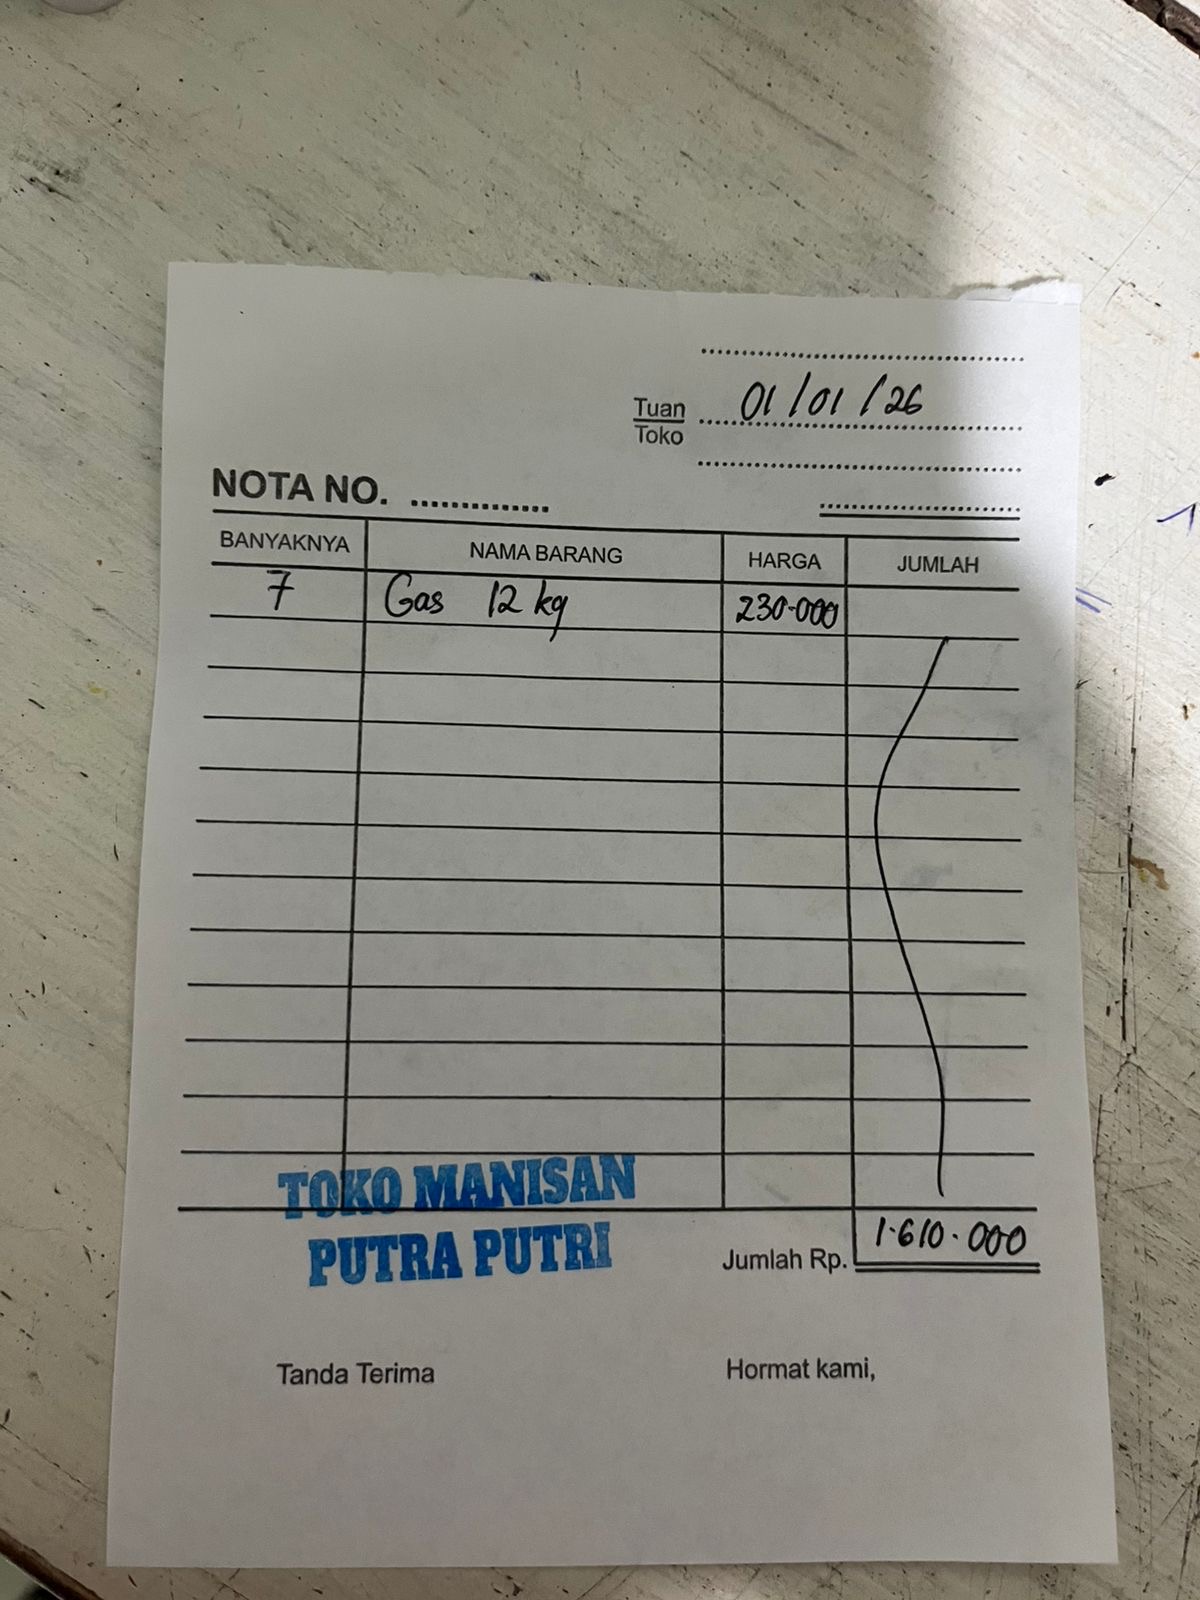 01/01/26
Tuan
Toko
NOTA NO.
BANYAKNYA NAMA BARANG HARGA JUMLAH
7 Gas 12 kg 230.000
TOKO MANISAN
PUTRA PUTRI
Jumlah Rp. 1.610.000
Tanda Terima Hormat kami,